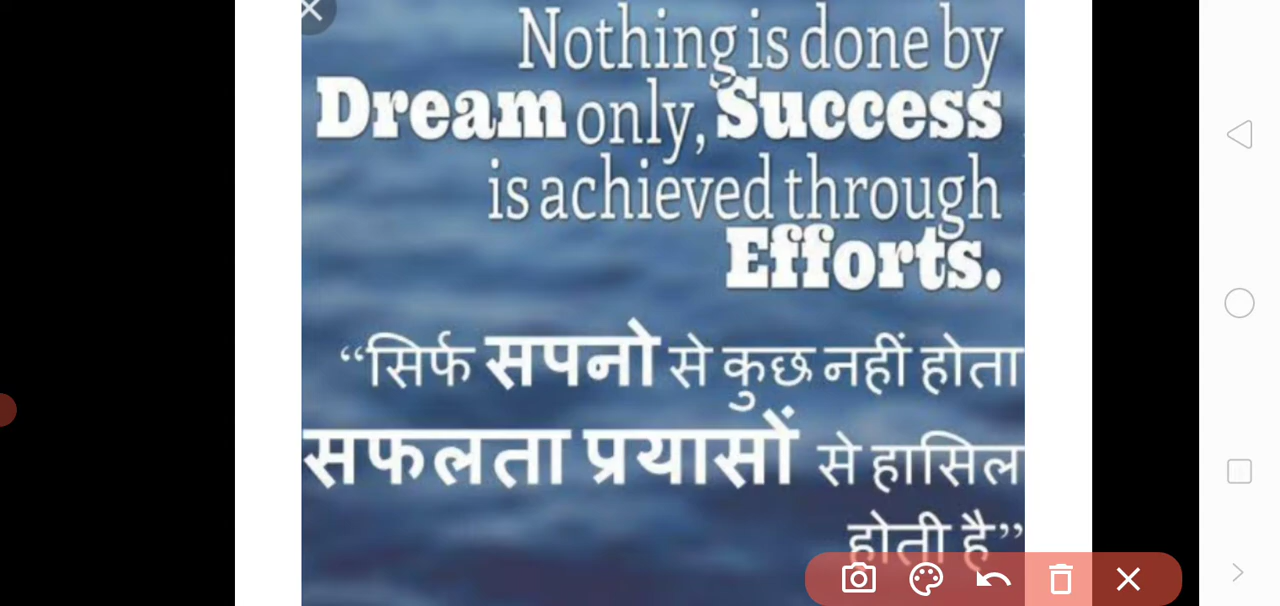 Nothing is done by
Dream only, Success
is achieved through
Efforts.
“सिर्फ सपनो से कुछ नहीं होता
सफलता प्रयासों से हासिल
होती है”